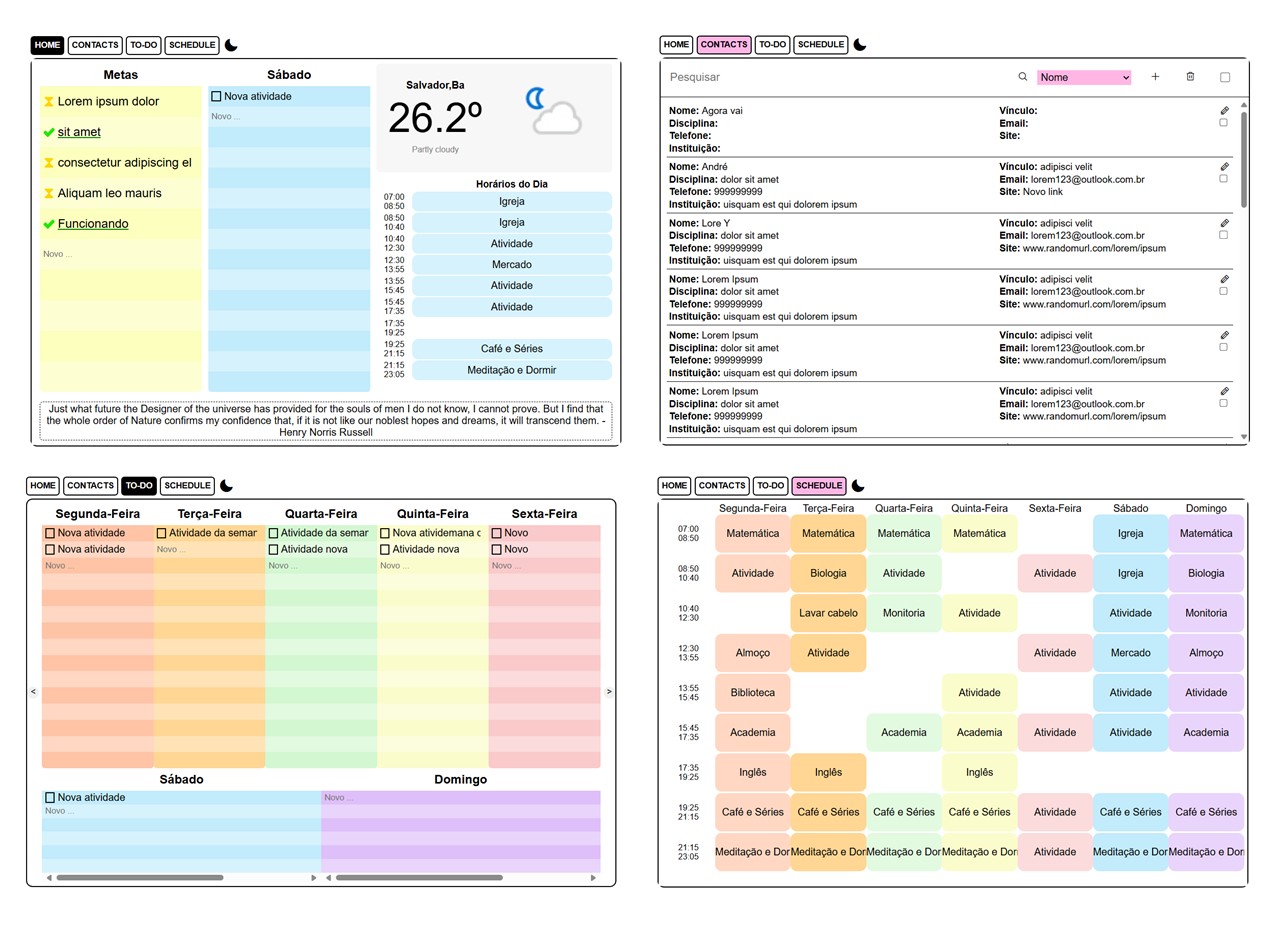 HOME CONTACTS TO-DO SCHEDULE
Metas
Lorem ipsum dolor
sit amet
consectetur adipiscing el
Aliquam leo mauris
Funcionando
Novo ...
Sábado
Nova atividade
Novo ...
Salvador,Ba
26.2º
Partly cloudy
Horários do Dia
07:00
08:50
Igreja
08:50
10:40
Igreja
10:40
12:30
Atividade
12:30
13:55
Mercado
13:55
15:45
Atividade
15:45
17:35
Atividade
17:35
19:25
19:25
21:15
Café e Séries
21:15
23:05
Meditação e Dormir
Just what future the Designer of the universe has provided for the souls of men I do not know, I cannot prove. But I find that
the whole order of Nature confirms my confidence that, if it is not like our noblest hopes and dreams, it will transcend them. -
Henry Norris Russell
HOME CONTACTS TO-DO SCHEDULE
Pesquisar Nome
Nome: Agora vai Vínculo:
Disciplina: Email:
Telefone: Site:
Instituição:
Nome: André Vínculo: adipisci velit
Disciplina: dolor sit amet Email: lorem123@outlook.com.br
Telefone: 999999999 Site: Novo link
Instituição: uisquam est qui dolorem ipsum
Nome: Lore Y Vínculo: adipisci velit
Disciplina: dolor sit amet Email: lorem123@outlook.com.br
Telefone: 999999999 Site: www.randomurl.com/lorem/ipsum
Instituição: uisquam est qui dolorem ipsum
Nome: Lorem Ipsum Vínculo: adipisci velit
Disciplina: dolor sit amet Email: lorem123@outlook.com.br
Telefone: 999999999 Site: www.randomurl.com/lorem/ipsum
Instituição: uisquam est qui dolorem ipsum
Nome: Lorem Ipsum Vínculo: adipisci velit
Disciplina: dolor sit amet Email: lorem123@outlook.com.br
Telefone: 999999999 Site: www.randomurl.com/lorem/ipsum
Instituição: uisquam est qui dolorem ipsum
Nome: Lorem Ipsum Vínculo: adipisci velit
Disciplina: dolor sit amet Email: lorem123@outlook.com.br
Telefone: 999999999 Site: www.randomurl.com/lorem/ipsum
Instituição: uisquam est qui dolorem ipsum
HOME CONTACTS TO-DO SCHEDULE
Segunda-Feira Terça-Feira Quarta-Feira Quinta-Feira Sexta-Feira
Nova atividade Atividade da semar Atividade da semar Nova atividemana c Novo
Nova atividade Novo ... Atividade nova Atividade nova Novo
Novo ... Novo ... Novo ... Novo ...
< >
Sábado Domingo
Nova atividade Novo ...
Novo ...
HOME CONTACTS TO-DO SCHEDULE
Segunda-Feira Terça-Feira Quarta-Feira Quinta-Feira Sexta-Feira Sábado Domingo
07:00
08:50
Matemática Matemática Matemática Matemática Igreja Matemática
08:50
10:40
Atividade Biologia Atividade Atividade Igreja Biologia
10:40
12:30
Lavar cabelo Monitoria Atividade Atividade Monitoria
12:30
13:55
Almoço Atividade Atividade Mercado Almoço
13:55
15:45
Biblioteca Atividade Atividade Atividade
15:45
17:35
Academia Academia Academia Atividade Atividade Academia
17:35
19:25
Inglês Inglês Inglês
19:25
21:15
Café e Séries Café e Séries Café e Séries Café e Séries Atividade Café e Séries Café e Séries
21:15
23:05
Meditação e Dor Meditação e Dor Meditação e Dor Meditação e Dor Atividade Meditação e Dor Meditação e Dor